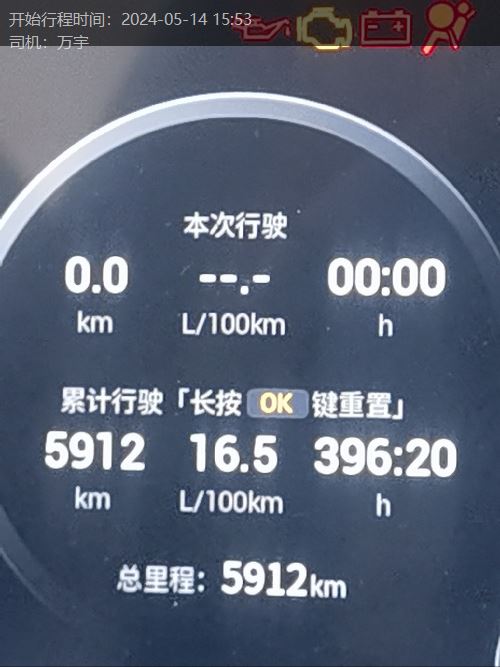 开始行程时间：2024-05-14 15:53
司机：万宇
本次行驶
0.0 --.- 00:00
km L/100km h
累计行驶「长按 OK 键重置」
5912 16.5 396:20
km L/100km h
总里程：5912km